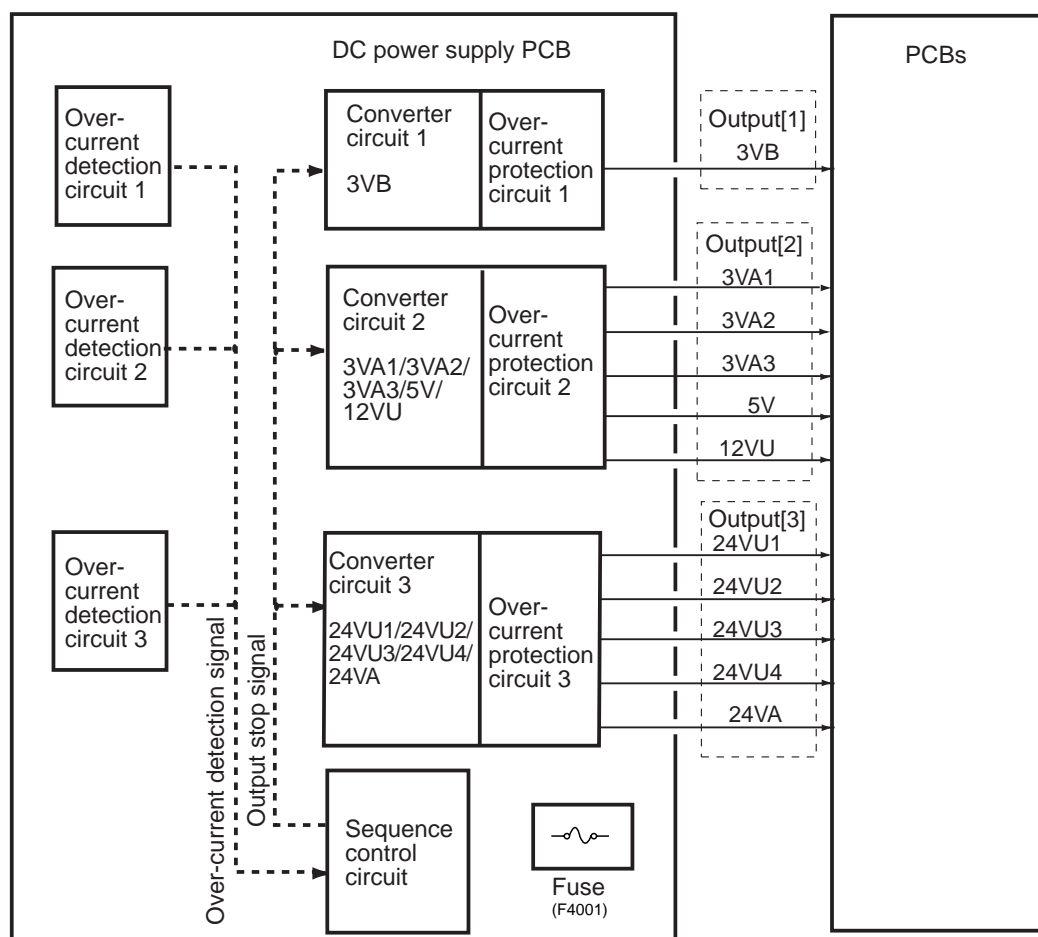 DC power supply PCB
PCBs
Over-
current
detection
circuit 1
Converter
circuit 1
3VB
Over-
current
protection
circuit 1
Output[1]
3VB
Over-
current
detection
circuit 2
Converter
circuit 2
3VA1/3VA2/
3VA3/5V/
12VU
Over-
current
protection
circuit 2
Output[2]
3VA1
3VA2
3VA3
5V
12VU
Over-
current
detection
circuit 3
Converter
circuit 3
24VU1/24VU2/
24VU3/24VU4/
24VA
Over-
current
protection
circuit 3
Output[3]
24VU1
24VU2
24VU3
24VU4
24VA
Over-current detection signal
Output stop signal
Sequence
control
circuit
Fuse
(F4001)